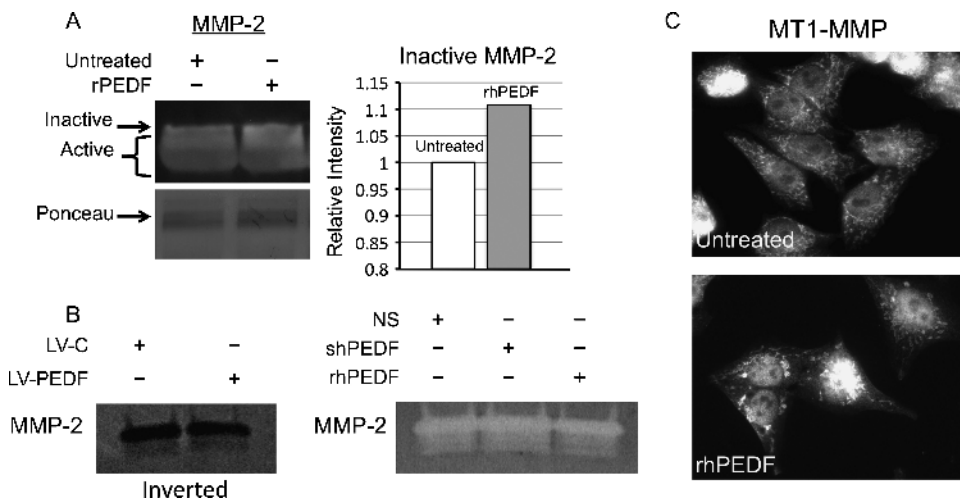 A
MMP-2
Untreated + –
rPEDF – +
Inactive
Active
Ponceau
Inactive MMP-2
Relative Intensity
1.15
1.1
1.05
1
0.95
0.9
0.85
0.8
Untreated
rhPEDF
B
LV-C + –
LV-PEDF – +
MMP-2
Inverted
NS + – –
shPEDF – + –
rhPEDF – – +
MMP-2
C
MT1-MMP
Untreated
rhPEDF